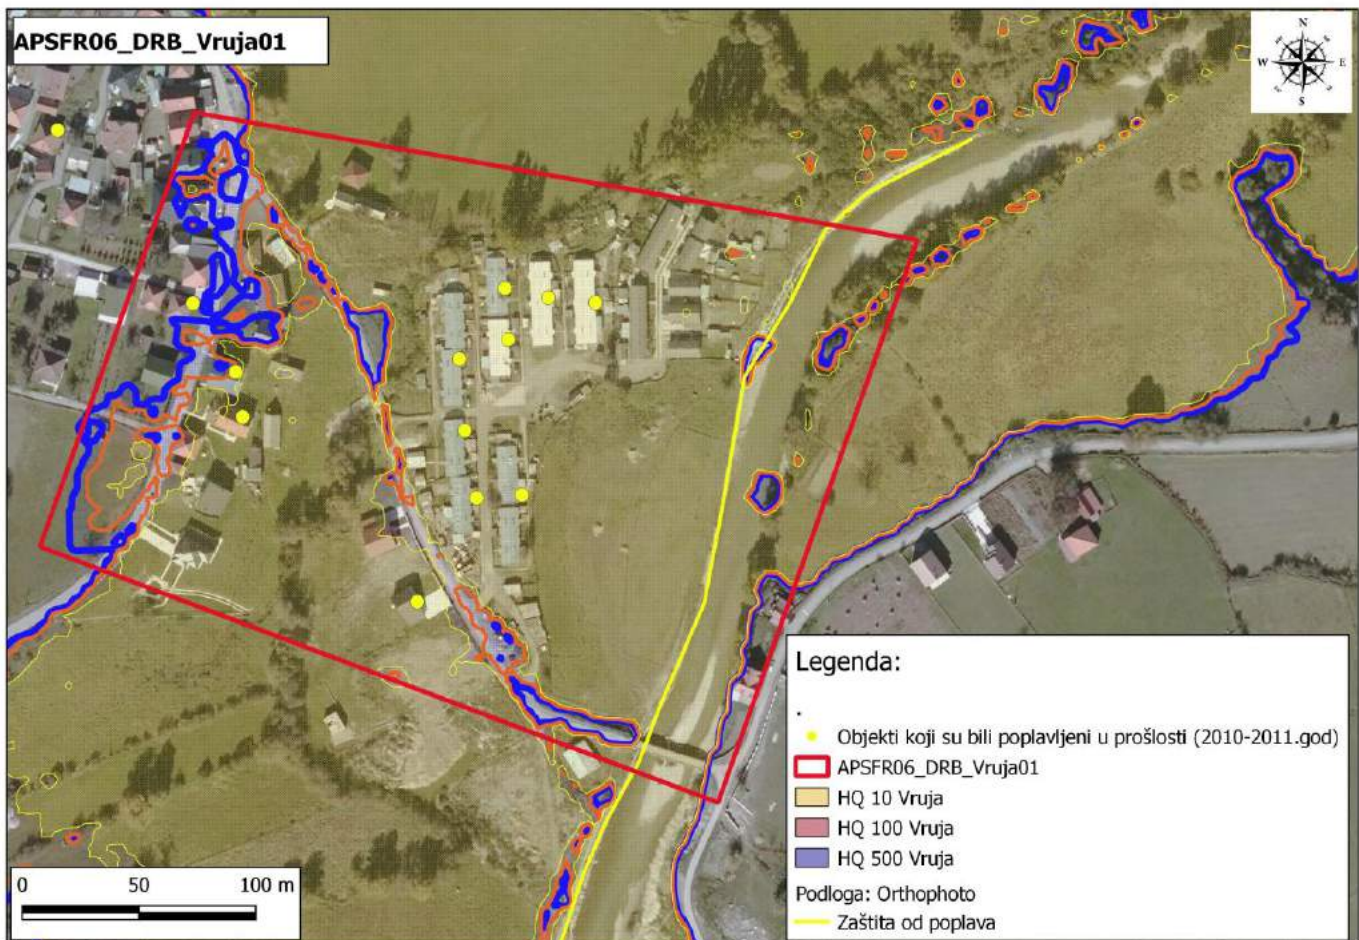 APSFR06_DRB_Vruja01
N
W E
S
Legenda:
.
Objekti koji su bili poplavljeni u prošlosti (2010-2011.god)
APSFR06_DRB_Vruja01
HQ 10 Vruja
HQ 100 Vruja
HQ 500 Vruja
Podloga: Orthophoto
Zaštita od poplava
0 50 100 m